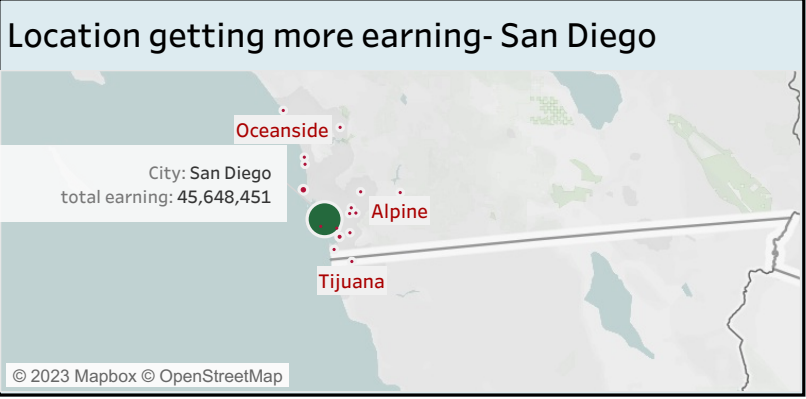 Location getting more earning- San Diego
Oceanside
City: San Diego
total earning: 45,648,451
Alpine
Tijuana
© 2023 Mapbox © OpenStreetMap